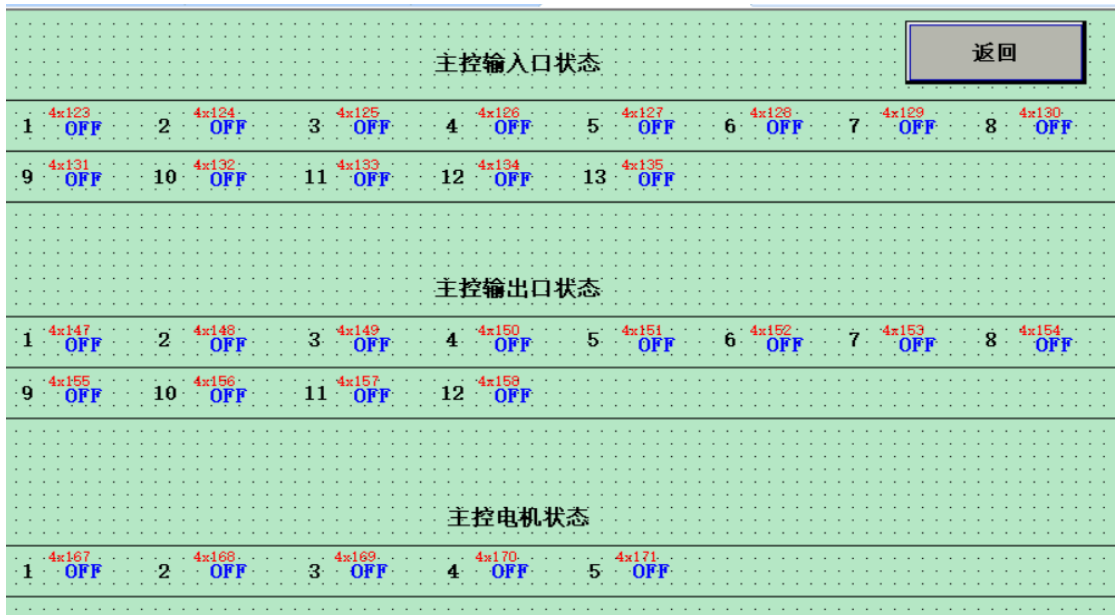 主控输入口状态 返回
4x123 4x124 4x125 4x126 4x127 4x128 4x129 4x130
1 OFF 2 OFF 3 OFF 4 OFF 5 OFF 6 OFF 7 OFF 8 OFF
4x131 4x132 4x133 4x134 4x135
9 OFF 10 OFF 11 OFF 12 OFF 13 OFF
主控输出口状态
4x147 4x148 4x149 4x150 4x151 4x152 4x153 4x154
1 OFF 2 OFF 3 OFF 4 OFF 5 OFF 6 OFF 7 OFF 8 OFF
4x155 4x156 4x157 4x158
9 OFF 10 OFF 11 OFF 12 OFF
主控电机状态
4x167 4x168 4x169 4x170 4x171
1 OFF 2 OFF 3 OFF 4 OFF 5 OFF